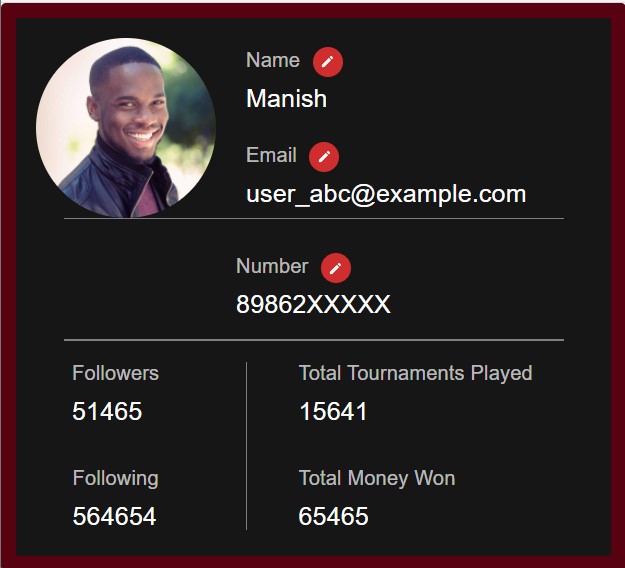 Name
Manish
Email
user_abc@example.com
Number
89862XXXXX
Followers
51465
Following
564654
Total Tournaments Played
15641
Total Money Won
65465